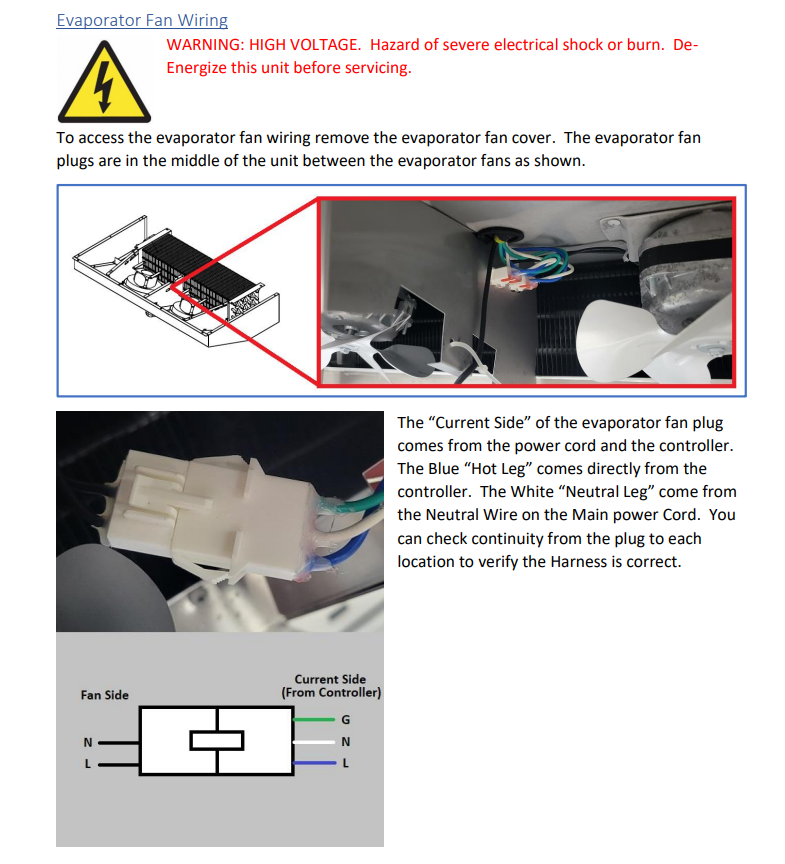 Evaporator Fan Wiring
WARNING: HIGH VOLTAGE.  Hazard of severe electrical shock or burn.  De-
Energize this unit before servicing.
To access the evaporator fan wiring remove the evaporator fan cover.  The evaporator fan
plugs are in the middle of the unit between the evaporator fans as shown.
The “Current Side” of the evaporator fan plug
comes from the power cord and the controller.
The Blue “Hot Leg” comes directly from the
controller.  The White “Neutral Leg” come from
the Neutral Wire on the Main power Cord.  You
can check continuity from the plug to each
location to verify the Harness is correct.
Fan Side
Current Side
(From Controller)
G
N
N
L
L